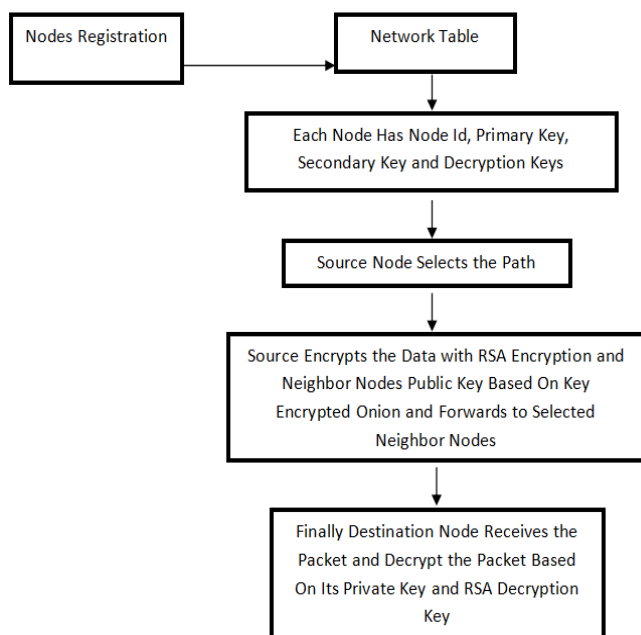 Nodes Registration
Network Table
Each Node Has Node Id, Primary Key,
Secondary Key and Decryption Keys
Source Node Selects the Path
Source Encrypts the Data with RSA Encryption and
Neighbor Nodes Public Key Based On Key
Encrypted Onion and Forwards to Selected
Neighbor Nodes
Finally Destination Node Receives the
Packet and Decrypt the Packet Based
On Its Private Key and RSA Decryption
Key